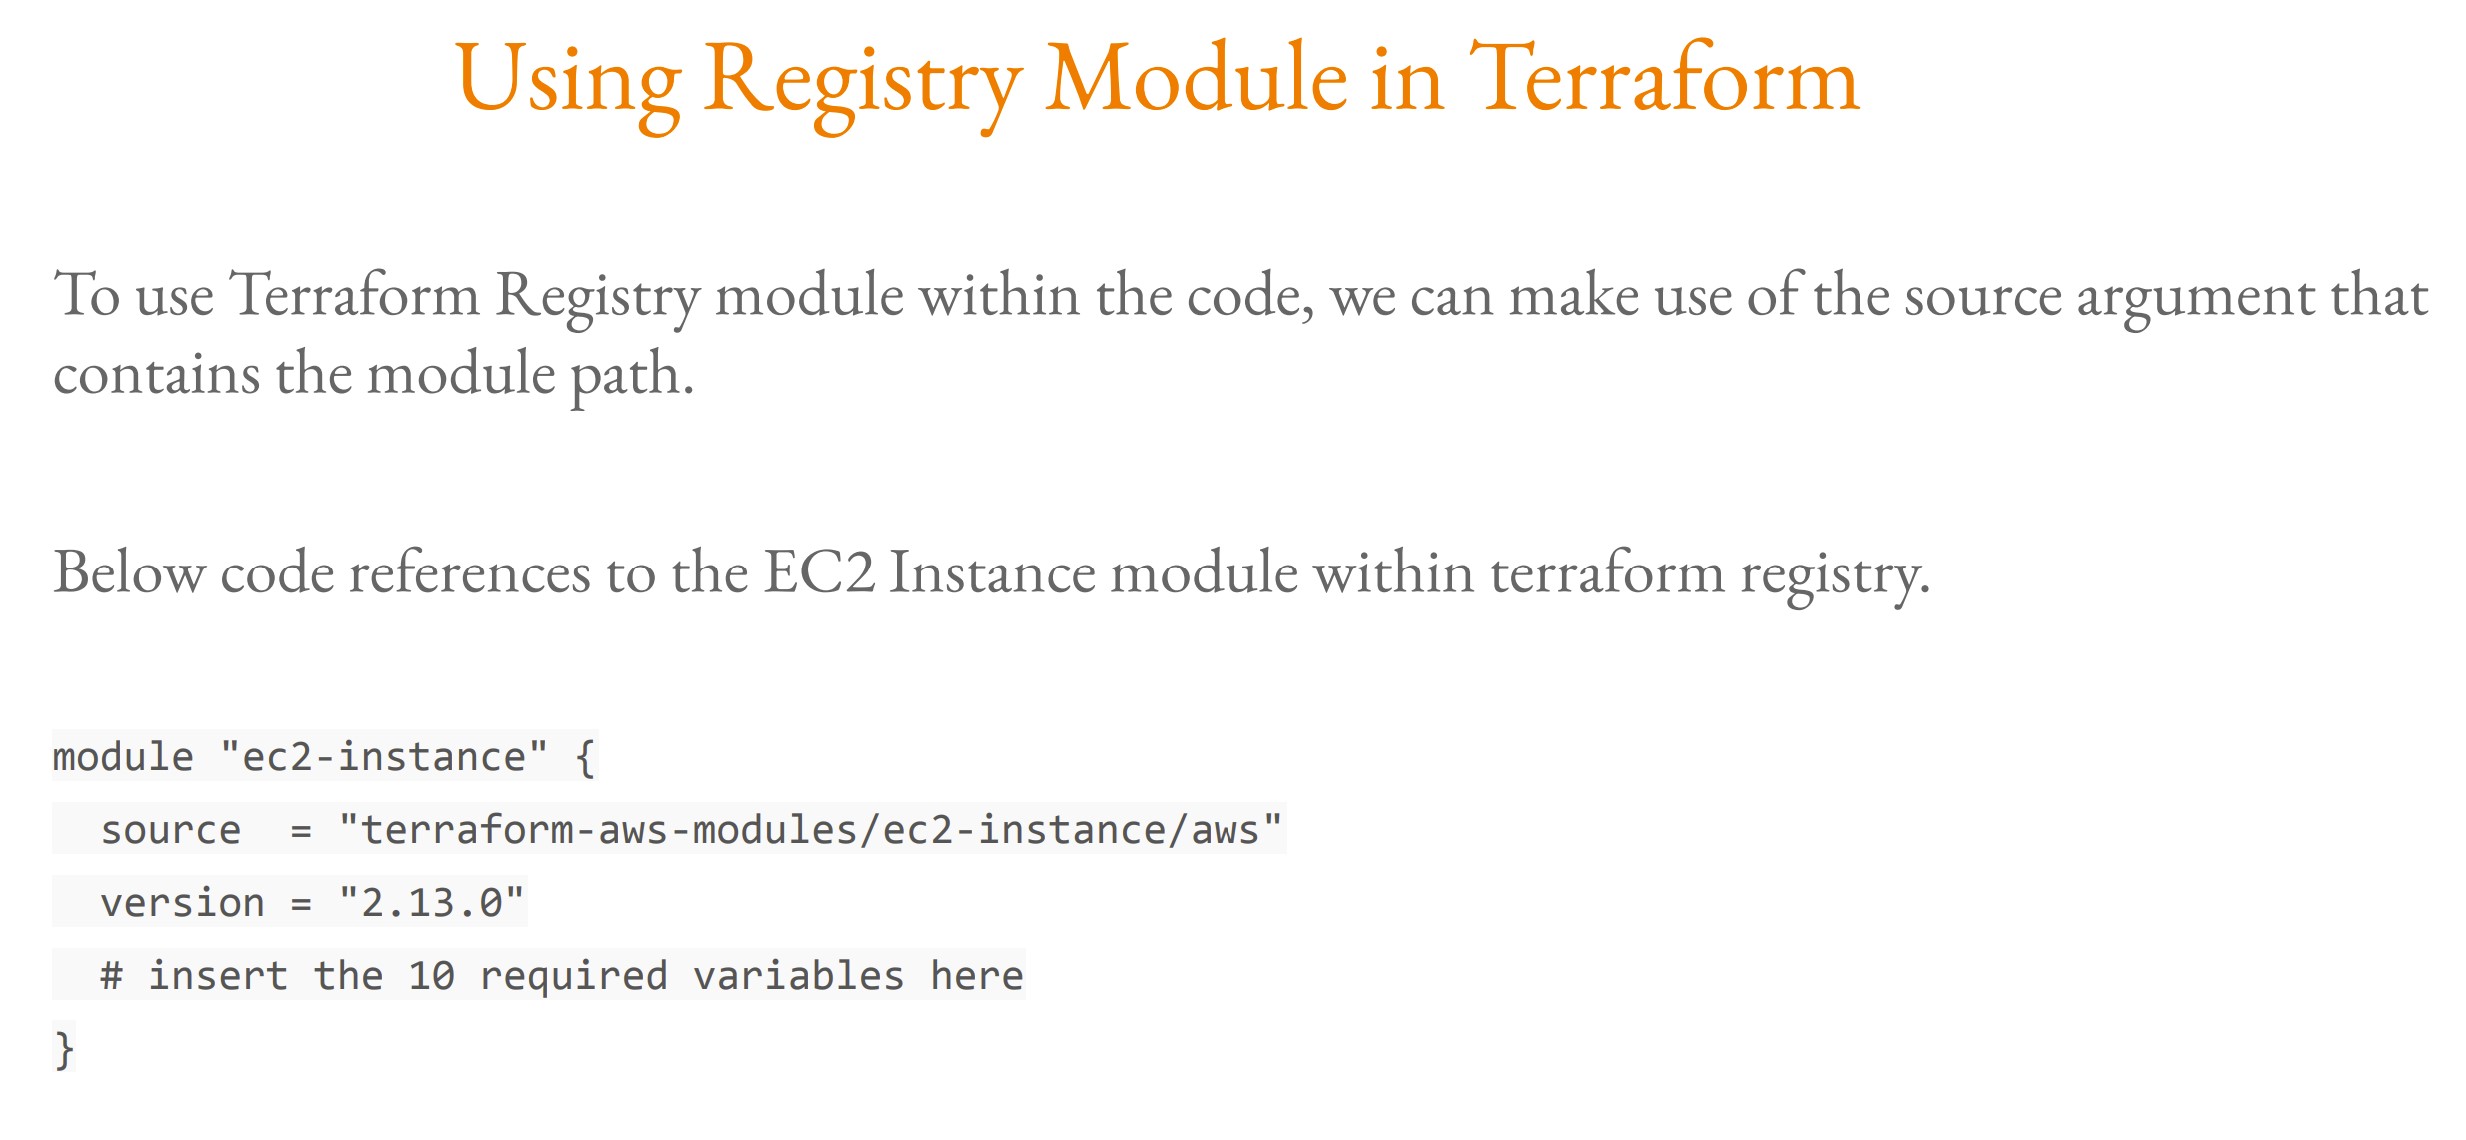 Using Registry Module in Terraform
To use Terraform Registry module within the code, we can make use of the source argument that
contains the module path.
Below code references to the EC2 Instance module within terraform registry.
module "ec2-instance" {
  source  = "terraform-aws-modules/ec2-instance/aws"
  version = "2.13.0"
  # insert the 10 required variables here
}